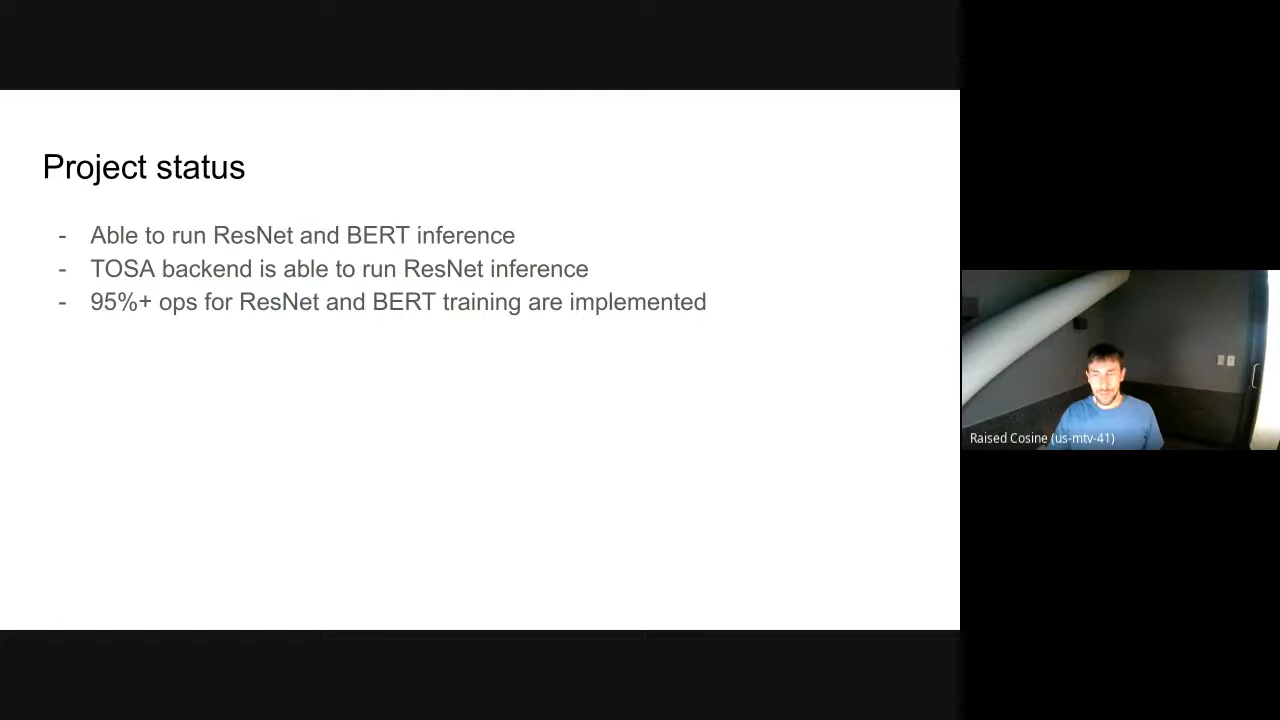 Project status
- Able to run ResNet and BERT inference
- TOSA backend is able to run ResNet inference
- 95%+ ops for ResNet and BERT training are implemented
Raised Cosine (us-mtv-41)